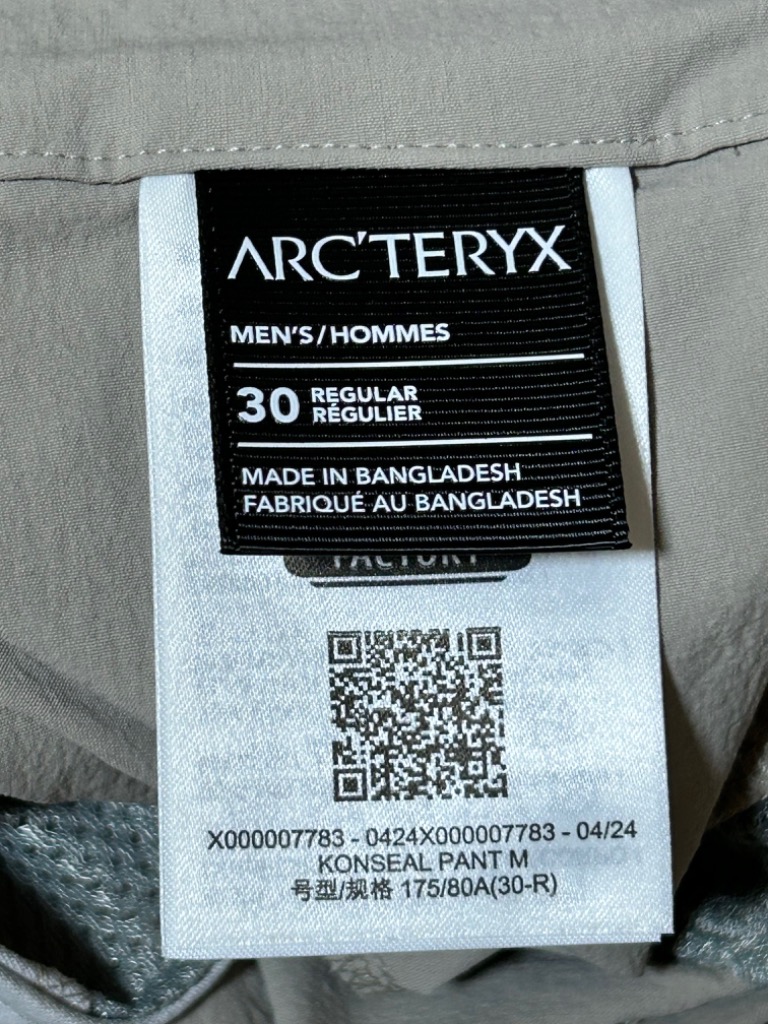 ARC'TERYX
MEN'S/HOMMES
30 REGULAR
RÉGULIER
MADE IN BANGLADESH
FABRIQUÉ AU BANGLADESH
FACTORY
X000007783 - 0424X000007783 - 04/24
KONSEAL PANT M
号型/规格 175/80A(30-R)